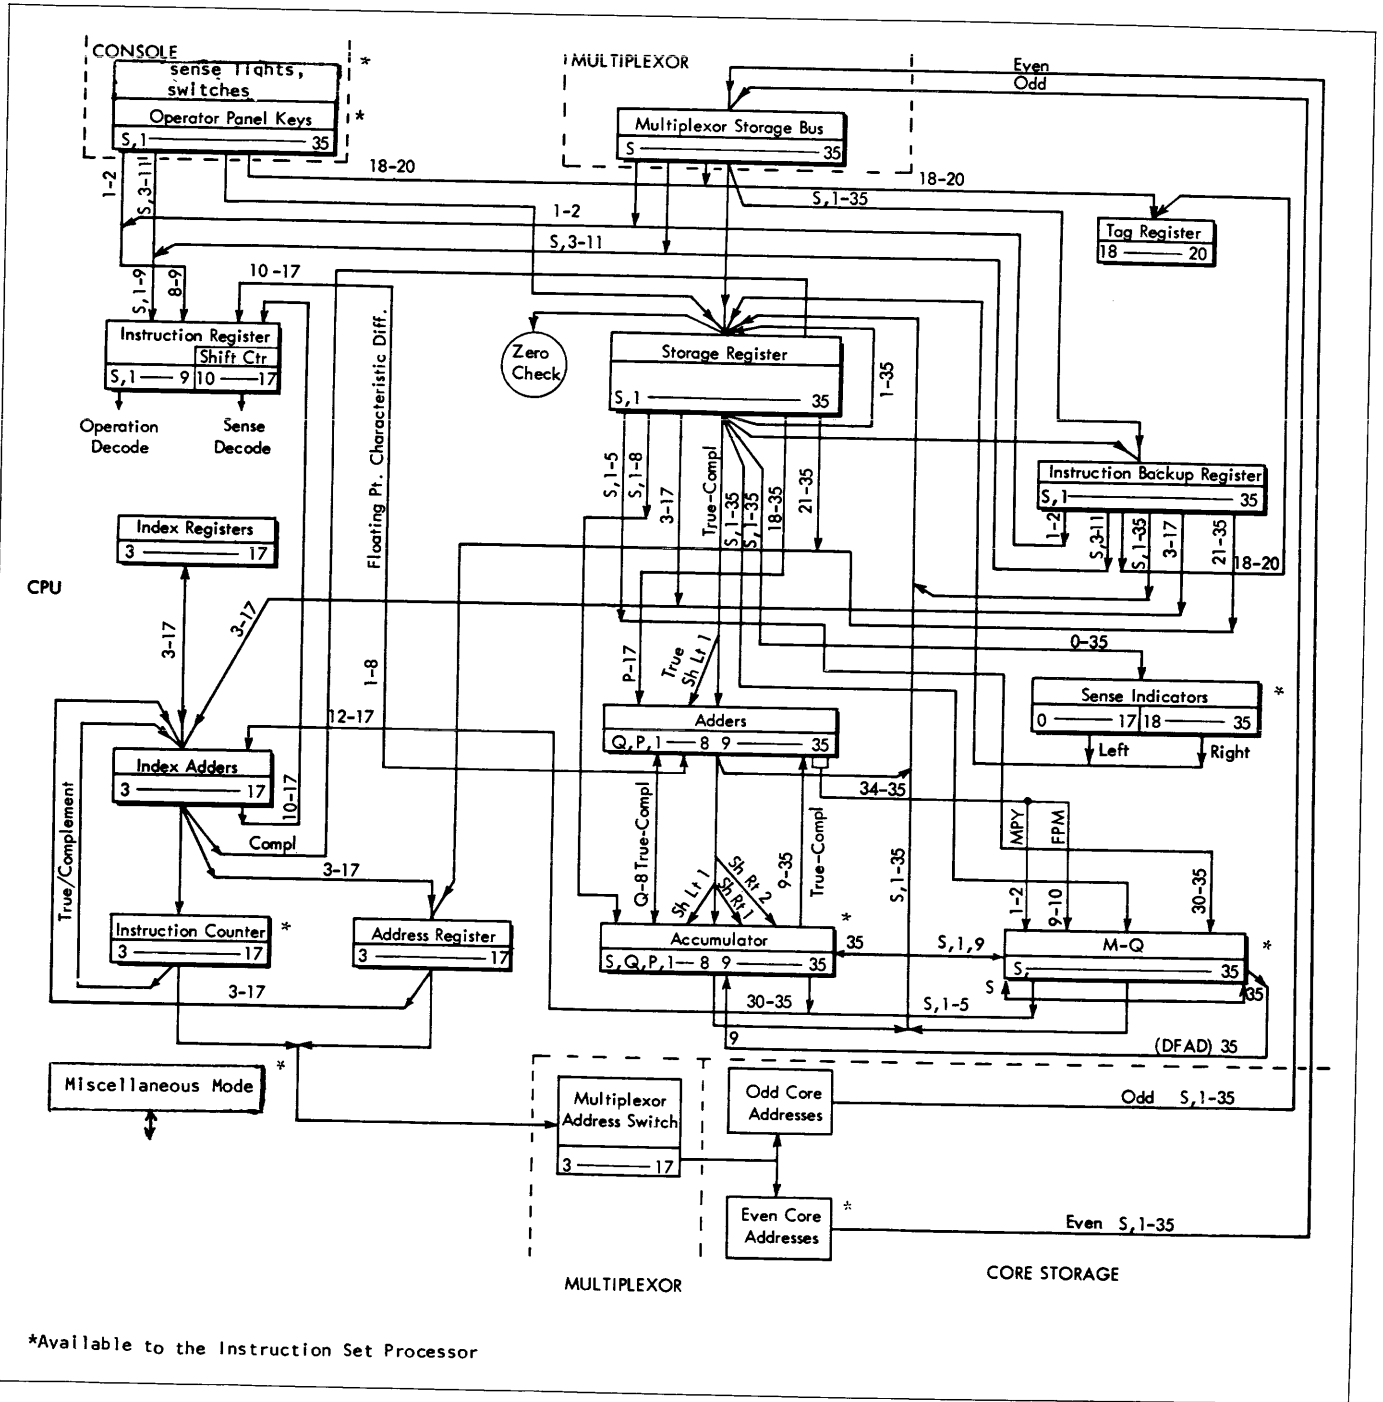 CONSOLE
sense lights,
switches
*
Operator Panel Keys
*
S,1 35
MULTIPLEXOR
Multiplexor Storage Bus
S 35
Even
Odd
1-2
S,3-11
18-20
18-20
S,1-35
1-2
S,3-11
Tag Register
18 20
10-17
S,1-9
8-9
Instruction Register
Shift Ctr
S,1 9 10 17
Operation
Decode
Sense
Decode
Floating Pt. Characteristic Diff.
Zero
Check
Storage Register
S,1 35
1-35
S,1-5
S,1-8
3-17
True-Compl
S,1-35
S,1-35
18-35
21-35
Instruction Backup Register
S,1 35
1-2
S,3-11
S,1-35
3-17
21-35
18-20
Index Registers
3 17
CPU
3-17
3-17
1-8
P-17
True
Sh Lt 1
0-35
Sense Indicators
*
0 17 18 35
Left
Right
12-17
Adders
Q,P,1 8 9 35
34-35
Index Adders
3 17
10-17
Compl
3-17
True/Complement
Q-8 True-Compl
Sh Lt 1
Sh Rt 2
Sh Rt 1
9-35
True-Compl
S,1-35
MPY
FPM
1-2
9-10
30-35
Instruction Counter
*
3 17
Address Register
3 17
3-17
Accumulator
*
S,Q,P,1 8 9 35
35
S,1,9
M-Q
*
S, 35
S
35
30-35
S,1-5
9
(DFAD) 35
Miscellaneous Mode
*
Multiplexor
Address Switch
3 17
Odd Core
Addresses
Odd S,1-35
Even Core
Addresses
*
Even S,1-35
MULTIPLEXOR
CORE STORAGE
*Available to the Instruction Set Processor